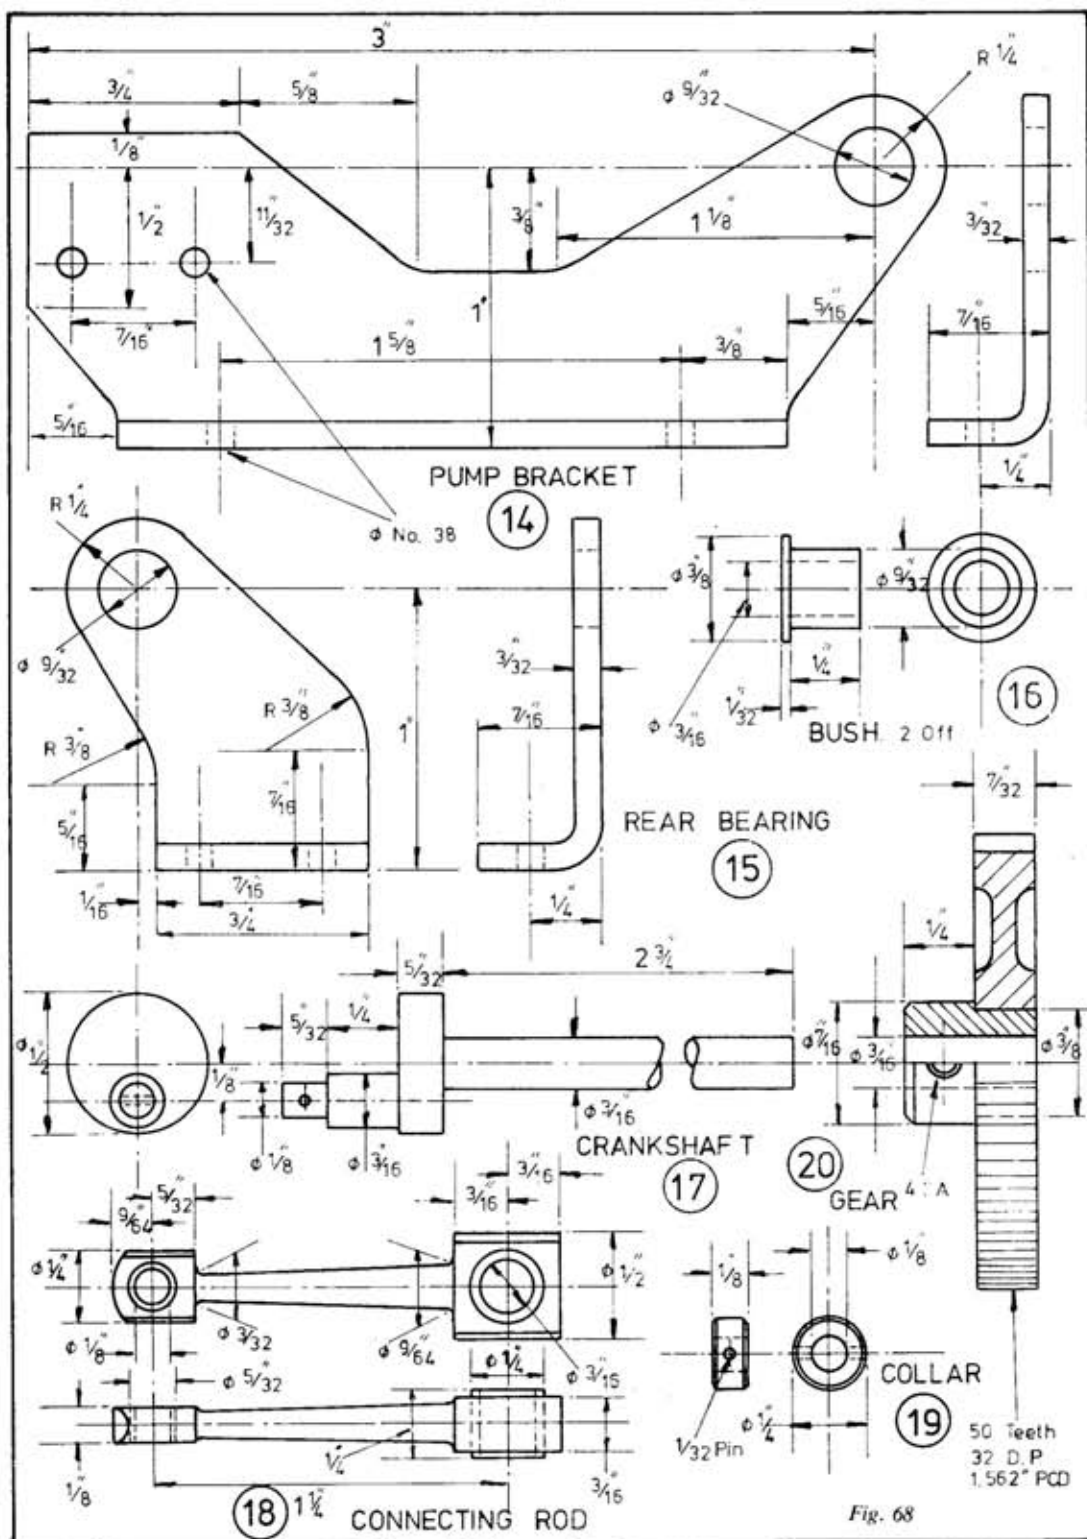 3"
3/4"
5/8"
R 1/4"
ϕ 9/32"
1/8"
1/2"
11/32"
3/8"
1 1/8"
3/32"
7/16"
1"
1 5/8"
3/8"
5/16"
7/16"
5/16"
1/4"
PUMP BRACKET
14
ϕ No. 38
R 1/4"
ϕ 9/32"
R 3/8"
R 3/8"
1"
3/32"
7/16"
7/16"
5/16"
1/16"
7/16"
3/4"
1/4"
REAR BEARING
15
ϕ 3/8"
ϕ 9/32"
1/4"
1/32"
ϕ 3/16"
BUSH. 2 Off
16
ϕ 1/2"
5/32"
2 3/4"
5/32"
1/4"
1/8"
ϕ 1/8"
ϕ 3/16"
ϕ 3/16"
CRANKSHAFT
17
7/32"
1/4"
ϕ 7/16"
ϕ 3/16"
ϕ 3/8"
20
GEAR
5/32"
9/64"
3/16"
3/16"
ϕ 1/4"
ϕ 1/2"
ϕ 3/32"
ϕ 9/64"
ϕ 1/8"
ϕ 5/32"
ϕ 1/4"
ϕ 3/16"
1/8"
1/4"
3/16"
1 1/4"
18
CONNECTING ROD
1/8"
ϕ 1/8"
1/32 Pin
ϕ 1/4"
COLLAR
19
50 Teeth
32 D.P
1,562" PCD
Fig. 68